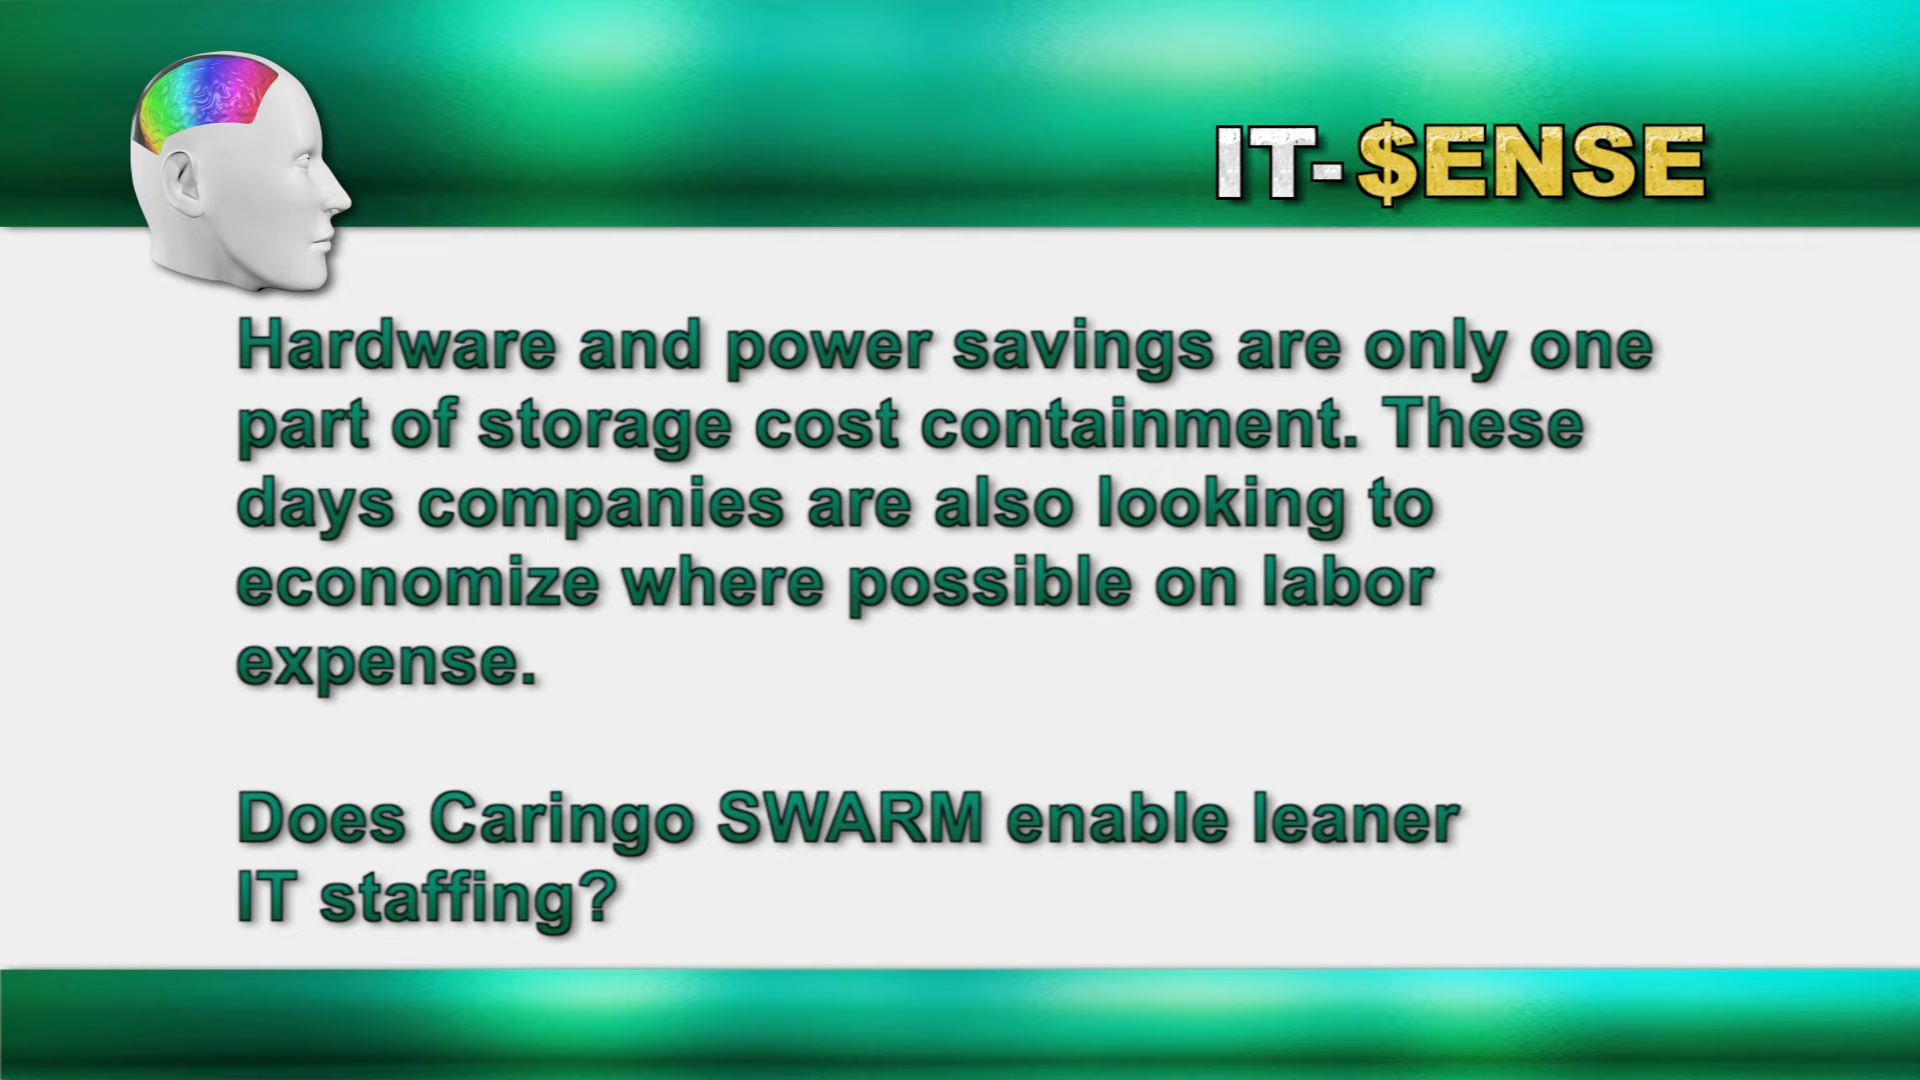 IT-$ENSE
Hardware and power savings are only one
part of storage cost containment. These
days companies are also looking to
economize where possible on labor
expense.
Does Caringo SWARM enable leaner
IT staffing?